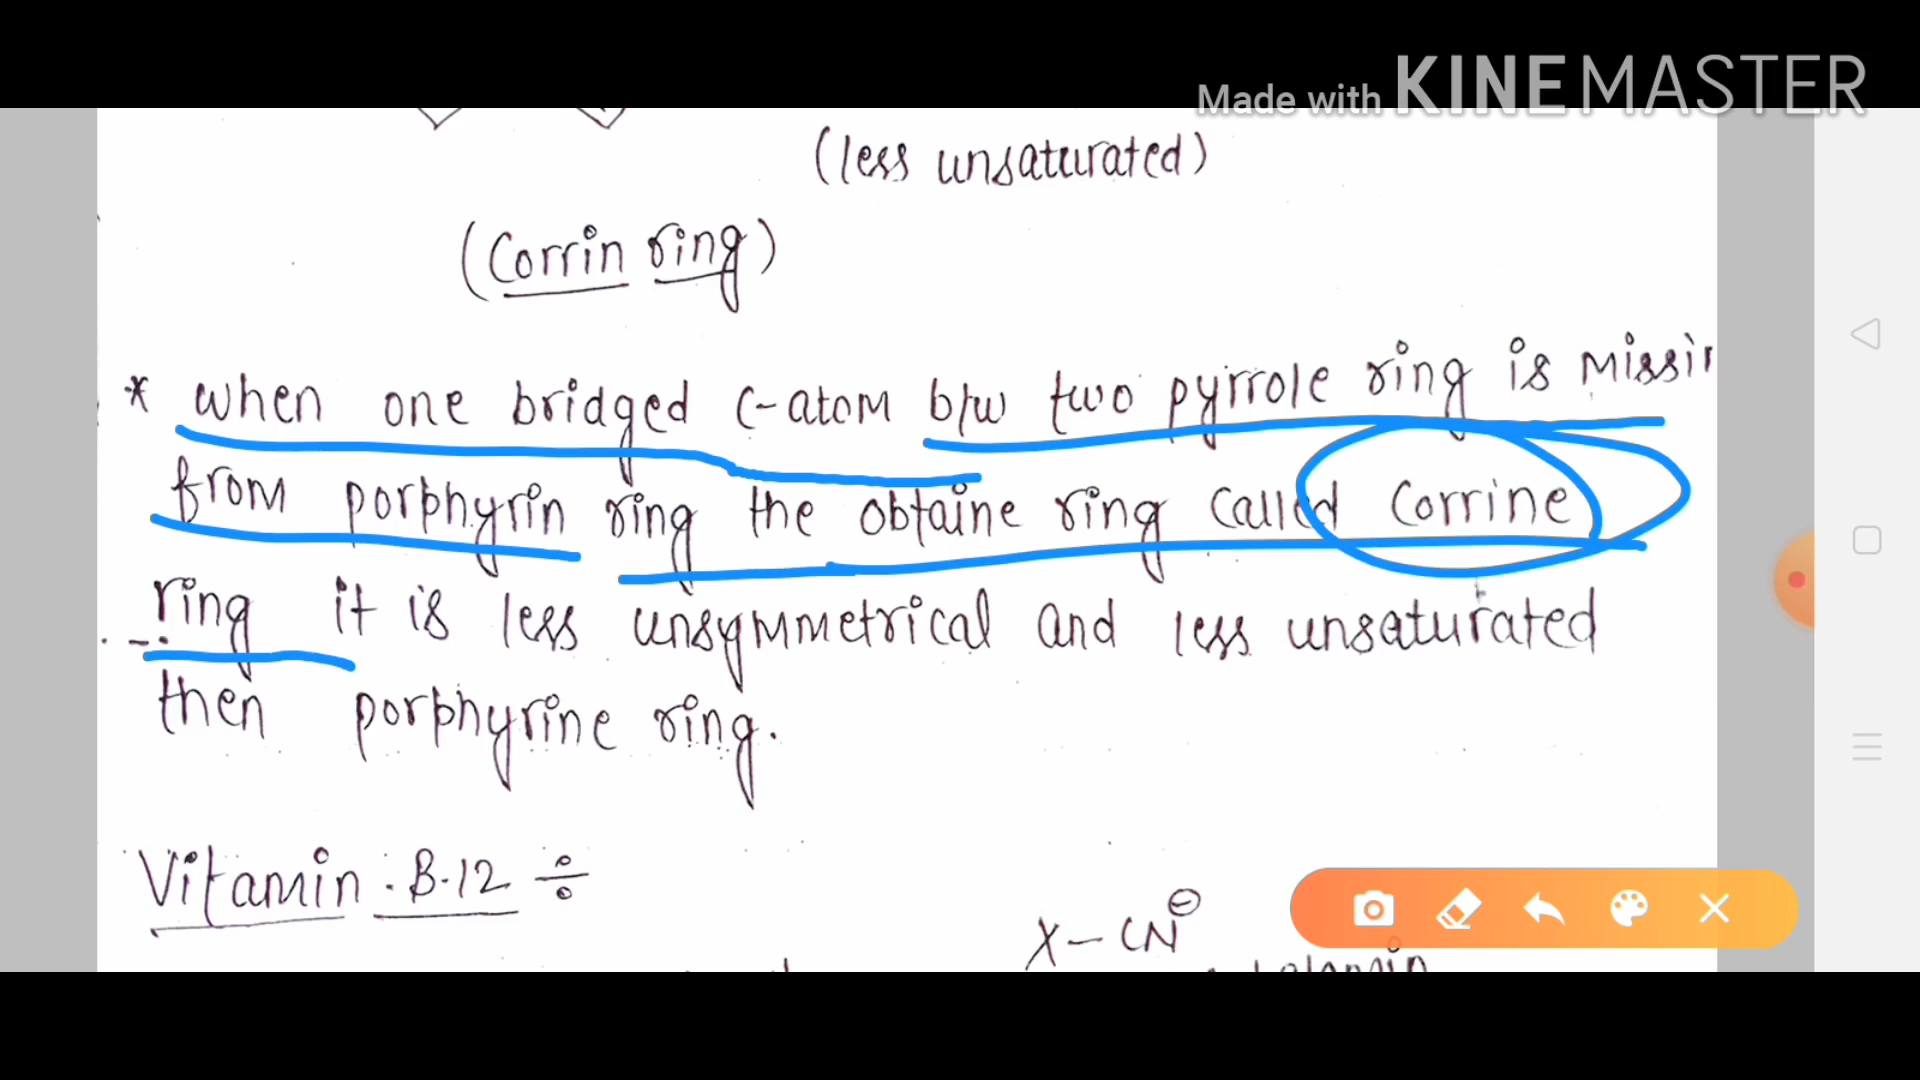 Made with KINEMASTER
(less unsaturated)
(Corrin ring)
* when one bridged C-atom b/w two pyrrole ring is missin
from porphyrin ring the obtaine ring called Corrine
ring it is less unsymmetrical and less unsaturated
then porphyrine ring.
Vitamin B-12 ÷
X - CN⊖